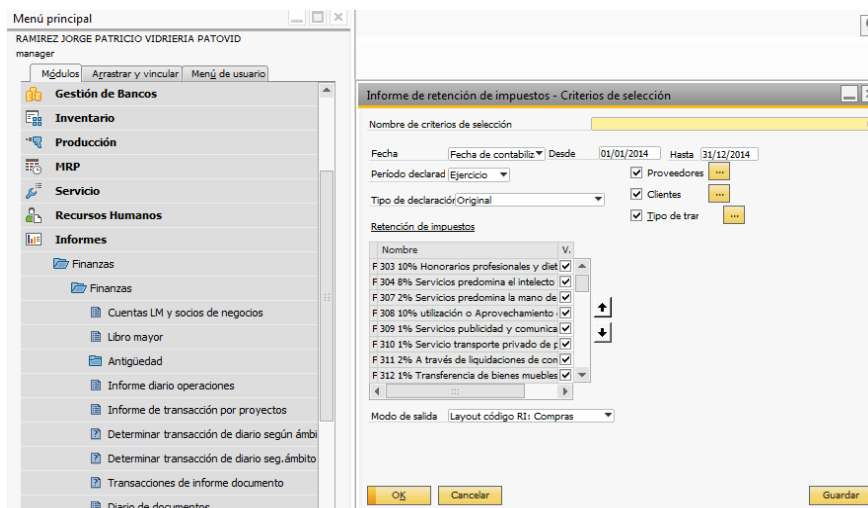 Menú principal
RAMIREZ JORGE PATRICIO VIDRIERIA PATOVID
manager
Módulos Arrastrar y vincular Menú de usuario
Gestión de Bancos
Inventario
Producción
MRP
Servicio
Recursos Humanos
Informes
Finanzas
Finanzas
Cuentas LM y socios de negocios
Libro mayor
Antigüedad
Informe diario operaciones
Informe de transacción por proyectos
Determinar transacción de diario según ámbi
Determinar transacción de diario seg.ámbito
Transacciones de informe documento
Diario de documentos
Informe de retención de impuestos - Criterios de selección
Nombre de criterios de selección
Fecha Fecha de contabiliz Desde 01/01/2014 Hasta 31/12/2014
Período declarad Ejercicio Proveedores ...
Clientes ...
Tipo de declaración Original
Tipo de trar ...
Retención de impuestos
Nombre V.
F 303 10% Honorarios profesionales y diet
F 304 8% Servicios predomina el intelecto
F 307 2% Servicios predomina la mano de
F 308 10% utilización o Aprovechamiento
F 309 1% Servicios publicidad y comunica
F 310 1% Servicio transporte privado de p
F 311 2% A través de liquidaciones de con
F 312 1% Transferencia de bienes muebles
Modo de salida Layout código RI: Compras
OK Cancelar Guardar